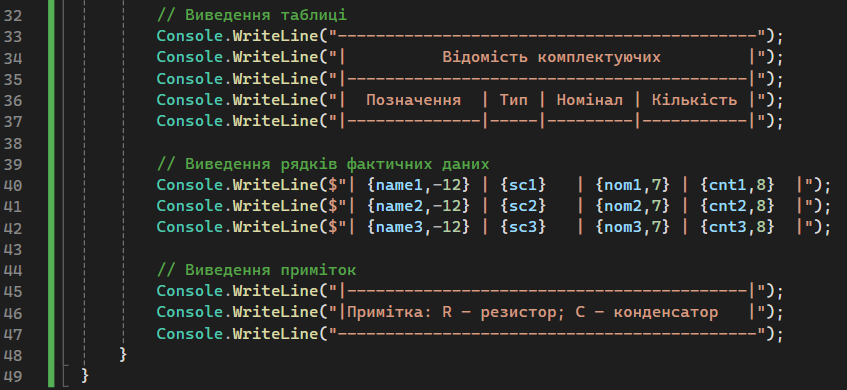 32 // Виведення таблиці
33 Console.WriteLine("--------------------------------------------");
34 Console.WriteLine("|          Відомість комплектуючих         |");
35 Console.WriteLine("|------------------------------------------|");
36 Console.WriteLine("|  Позначення  | Тип | Номінал | Кількість |");
37 Console.WriteLine("|--------------|-----|---------|-----------|");
38
39 // Виведення рядків фактичних даних
40 Console.WriteLine($"| {name1,-12} | {sc1}   | {nom1,7} | {cnt1,8}  |");
41 Console.WriteLine($"| {name2,-12} | {sc2}   | {nom2,7} | {cnt2,8}  |");
42 Console.WriteLine($"| {name3,-12} | {sc3}   | {nom3,7} | {cnt3,8}  |");
43
44 // Виведення приміток
45 Console.WriteLine("|------------------------------------------|");
46 Console.WriteLine("|Примітка: R – резистор; C – конденсатор   |");
47 Console.WriteLine("--------------------------------------------");
48 }
49 }